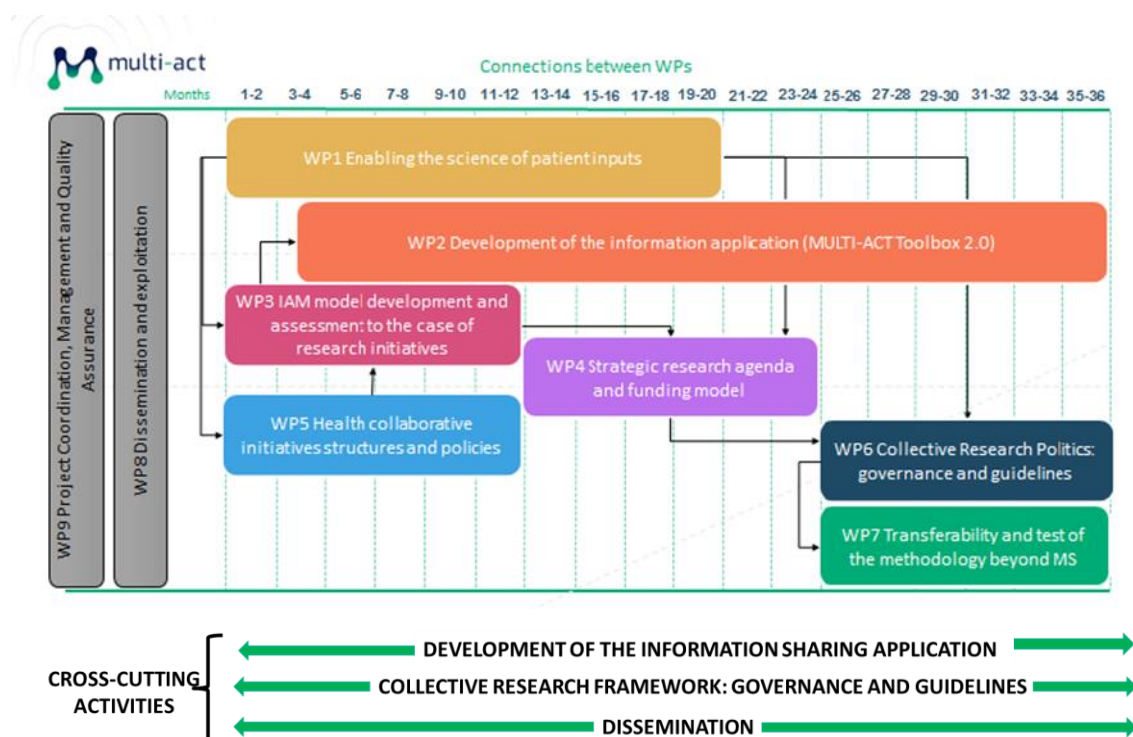 multi-act
Connections between WPs
Months 1-2 3-4 5-6 7-8 9-10 11-12 13-14 15-16 17-18 19-20 21-22 23-24 25-26 27-28 29-30 31-32 33-34 35-36
WP9 Project Coordination, Management and Quality
Assurance
WP8 Dissemination and exploitation
WP1 Enabling the science of patient inputs
WP2 Development of the information application (MULTI-ACT Toolbox 2.0)
WP3 IAM model development and
assessment to the case of
research initiatives
WP4 Strategic research agenda
and funding model
WP5 Health collaborative
initiatives structures and policies
WP6 Collective Research Politics:
governance and guidelines
WP7 Transferability and test of
the methodology beyond MS
CROSS-CUTTING
ACTIVITIES
DEVELOPMENT OF THE INFORMATION SHARING APPLICATION
COLLECTIVE RESEARCH FRAMEWORK: GOVERNANCE AND GUIDELINES
DISSEMINATION